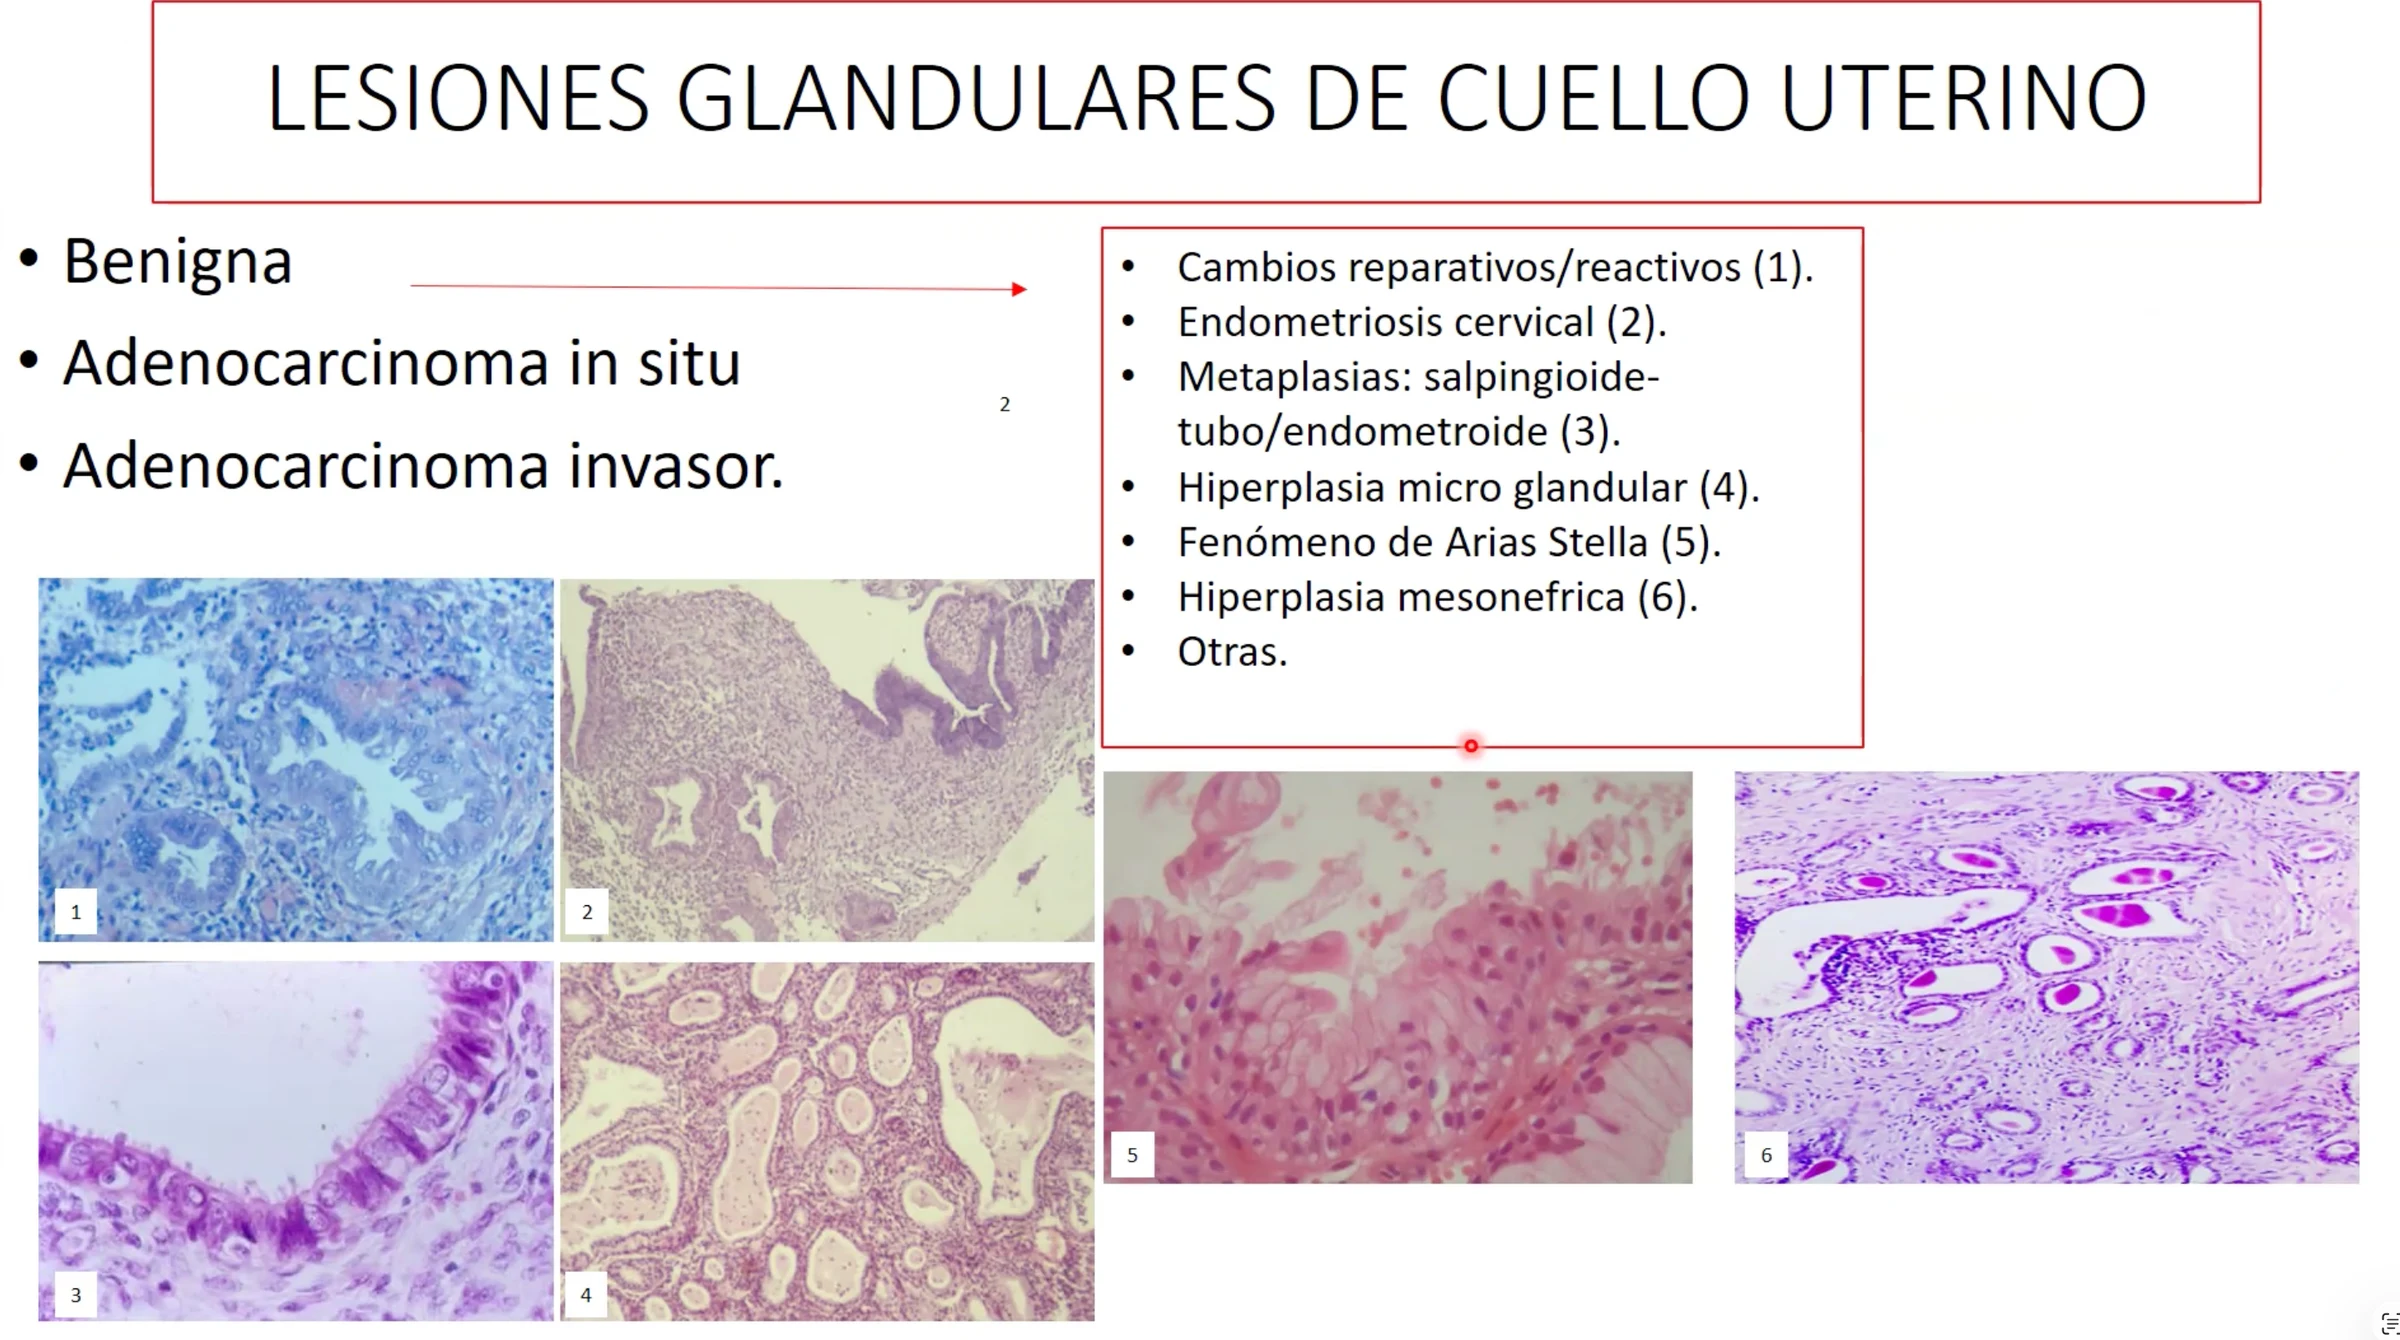 LESIONES GLANDULARES DE CUELLO UTERINO
• Benigna
• Adenocarcinoma in situ
2
• Adenocarcinoma invasor.
• Cambios reparativos/reactivos (1).
• Endometriosis cervical (2).
• Metaplasias: salpingioide-
tubo/endometroide (3).
• Hiperplasia micro glandular (4).
• Fenómeno de Arias Stella (5).
• Hiperplasia mesonefrica (6).
• Otras.
1
2
3
4
5
6